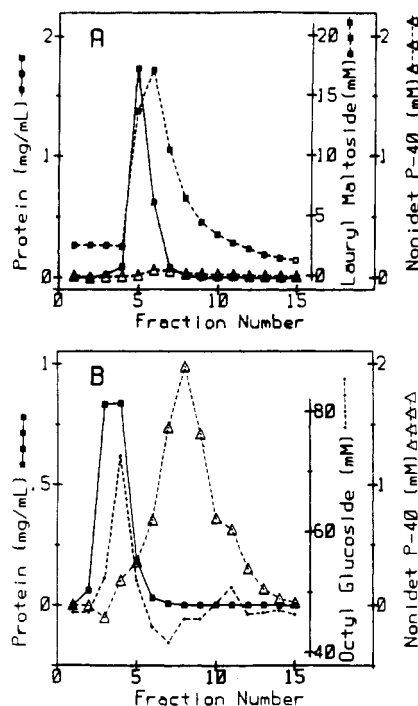 A
2
1
0
0
5
10
15
20
15
10
5
0
2
1
0
Protein (mg/mL)
Lauryl Maltoside(mM)
Nonidet P-40 (mM)
Fraction Number
B
1
.5
0
0
5
10
15
80
60
40
2
1
0
Protein (mg/mL)
Octyl Glucoside (mM)
Nonidet P-40 (mM)
Fraction Number